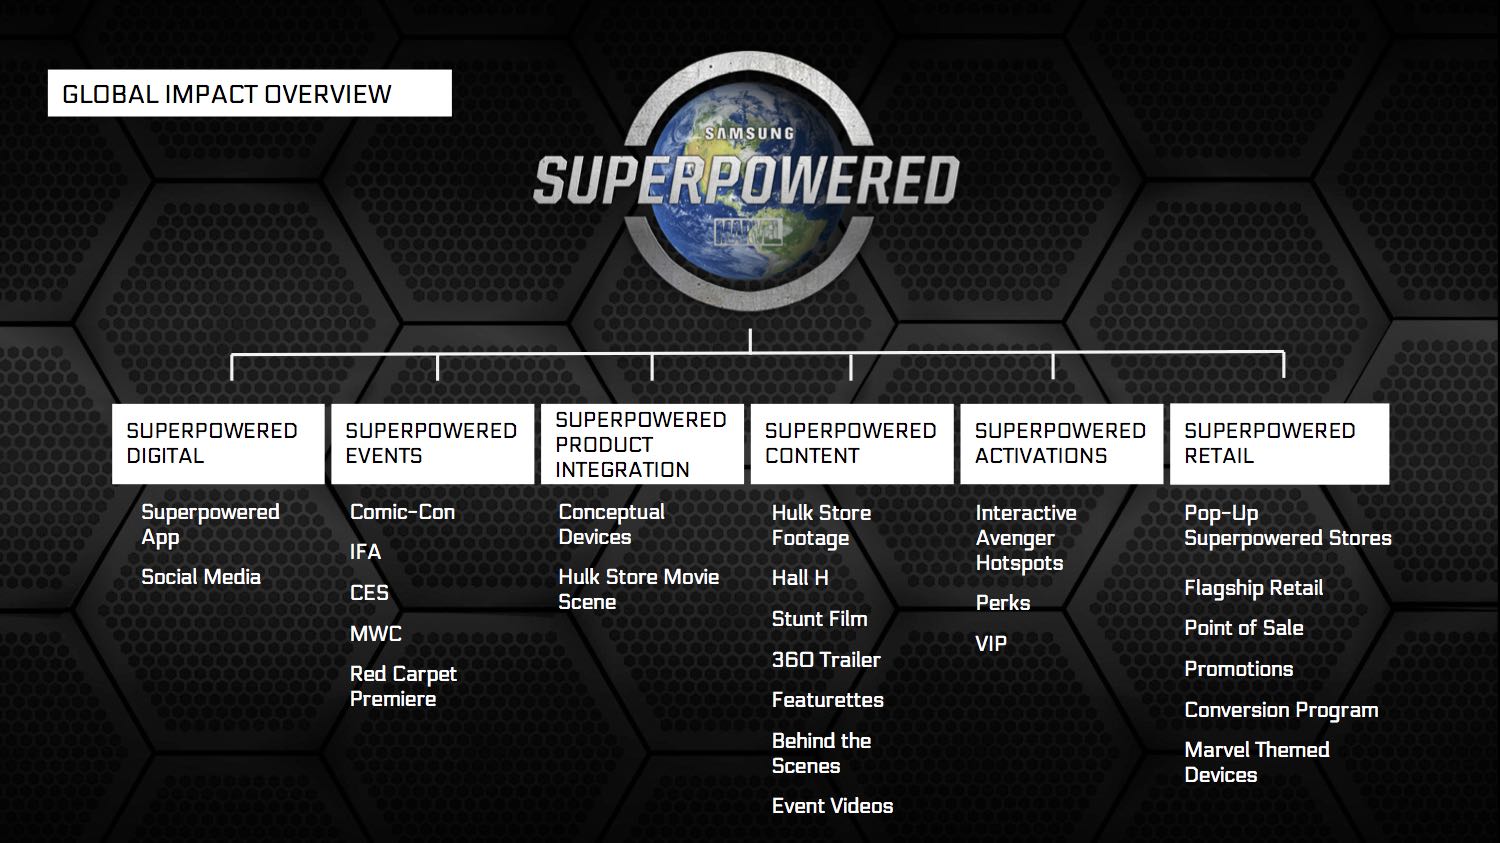 GLOBAL IMPACT OVERVIEW
SAMSUNG
SUPERPOWERED
MARVEL
SUPERPOWERED
DIGITAL
Superpowered
App
Social Media
SUPERPOWERED
EVENTS
Comic-Con
IFA
CES
MWC
Red Carpet
Premiere
SUPERPOWERED
PRODUCT
INTEGRATION
Conceptual
Devices
Hulk Store Movie
Scene
SUPERPOWERED
CONTENT
Hulk Store
Footage
Hall H
Stunt Film
360 Trailer
Featurettes
Behind the
Scenes
Event Videos
SUPERPOWERED
ACTIVATIONS
Interactive
Avenger
Hotspots
Perks
VIP
SUPERPOWERED
RETAIL
Pop-Up
Superpowered Stores
Flagship Retail
Point of Sale
Promotions
Conversion Program
Marvel Themed
Devices